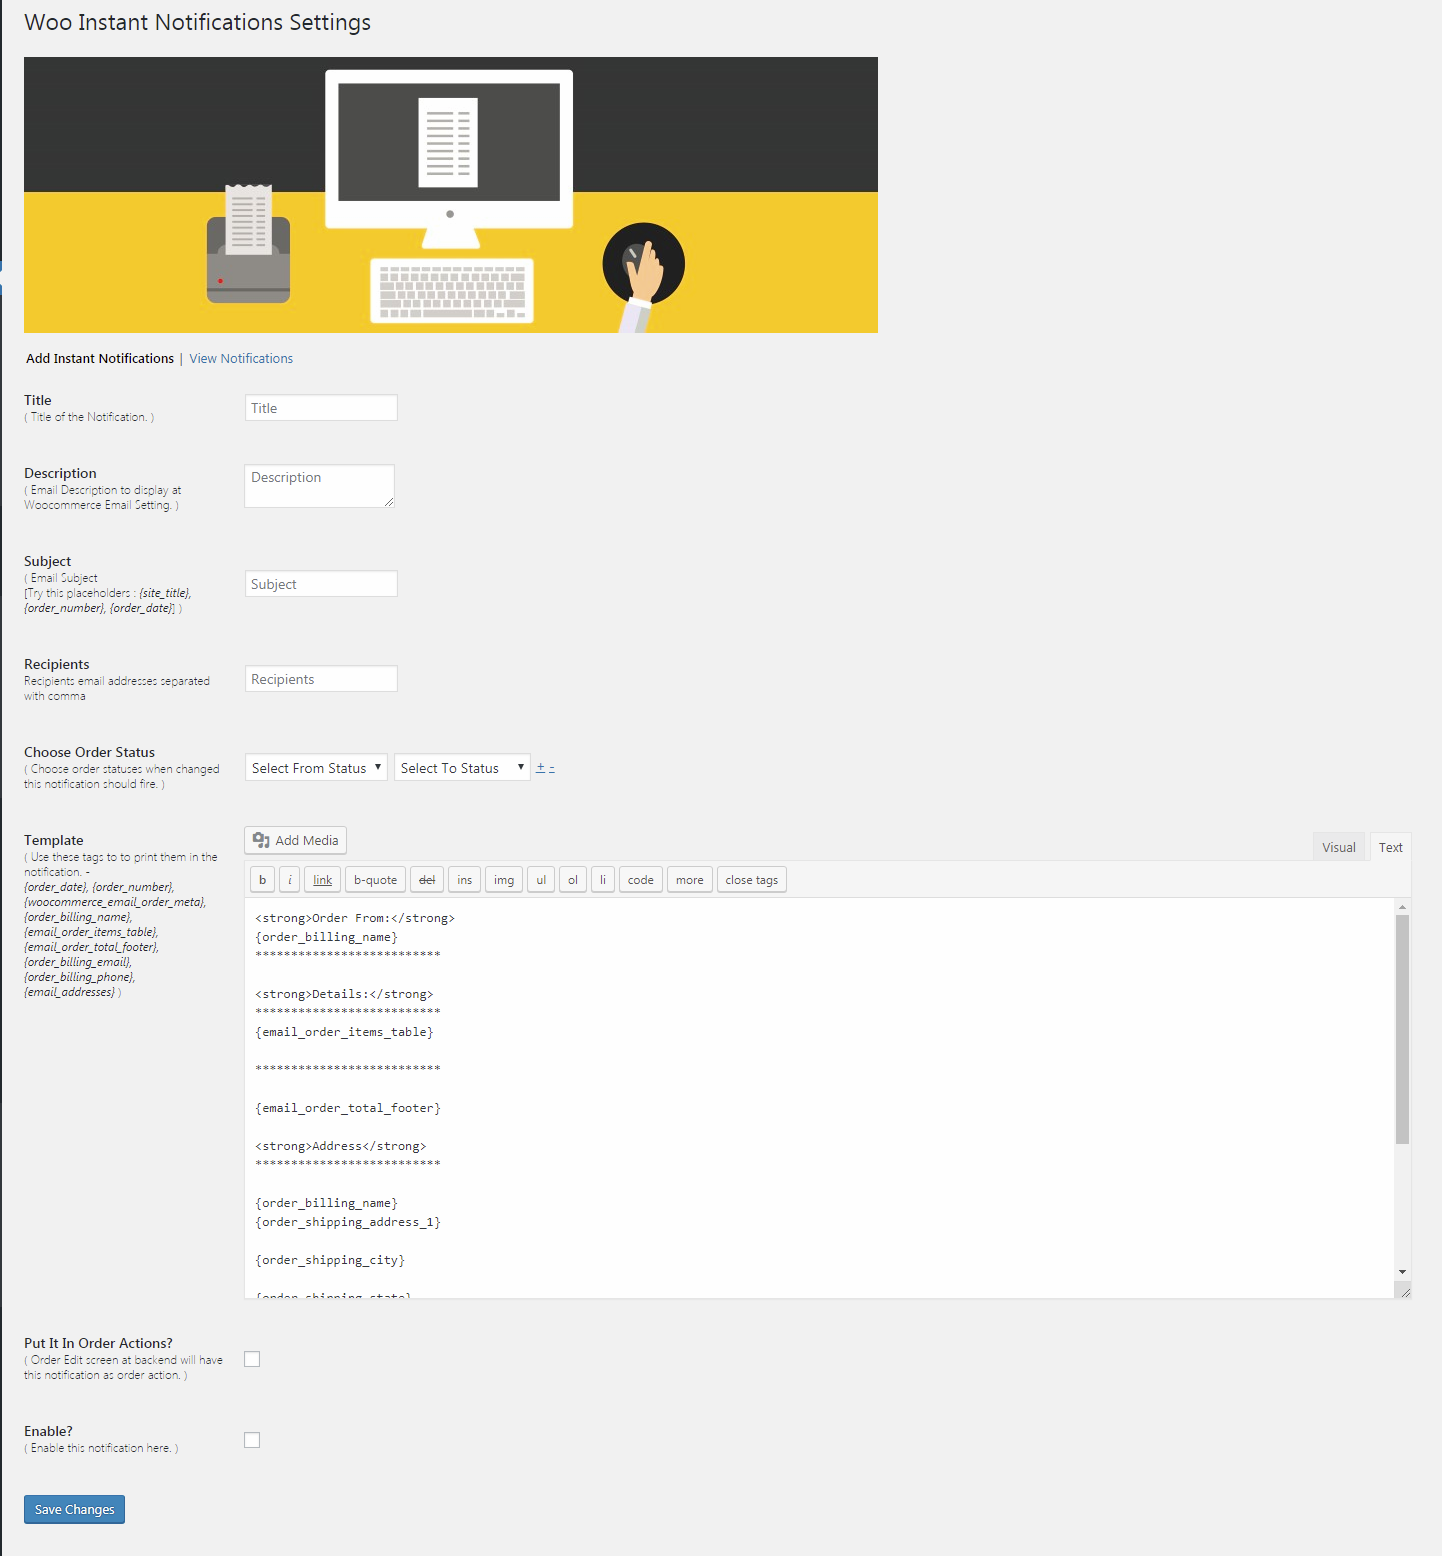 Woo Instant Notifications Settings
Add Instant Notifications | View Notifications
Title
( Title of the Notification. )
Title
Description
( Email Description to display at
Woocommerce Email Setting. )
Description
Subject
( Email Subject
[Try this placeholders : {site_title},
{order_number}, {order_date}] )
Subject
Recipients
Recipients email addresses separated
with comma
Recipients
Choose Order Status
( Choose order statuses when changed
this notification should fire. )
Select From Status Select To Status + -
Template
( Use these tags to to print them in the
notification. -
{order_date}, {order_number},
{woocommerce_email_order_meta},
{order_billing_name},
{email_order_items_table},
{email_order_total_footer},
{order_billing_email},
{order_billing_phone},
{email_addresses} )
Add Media
Visual Text
b i link b-quote del ins img ul ol li code more close tags
<strong>Order From:</strong>
{order_billing_name}
**************************
<strong>Details:</strong>
**************************
{email_order_items_table}
**************************
{email_order_total_footer}
<strong>Address</strong>
**************************
{order_billing_name}
{order_shipping_address_1}
{order_shipping_city}
{order_shipping_state}
Put It In Order Actions?
( Order Edit screen at backend will have
this notification as order action. )
Enable?
( Enable this notification here. )
Save Changes